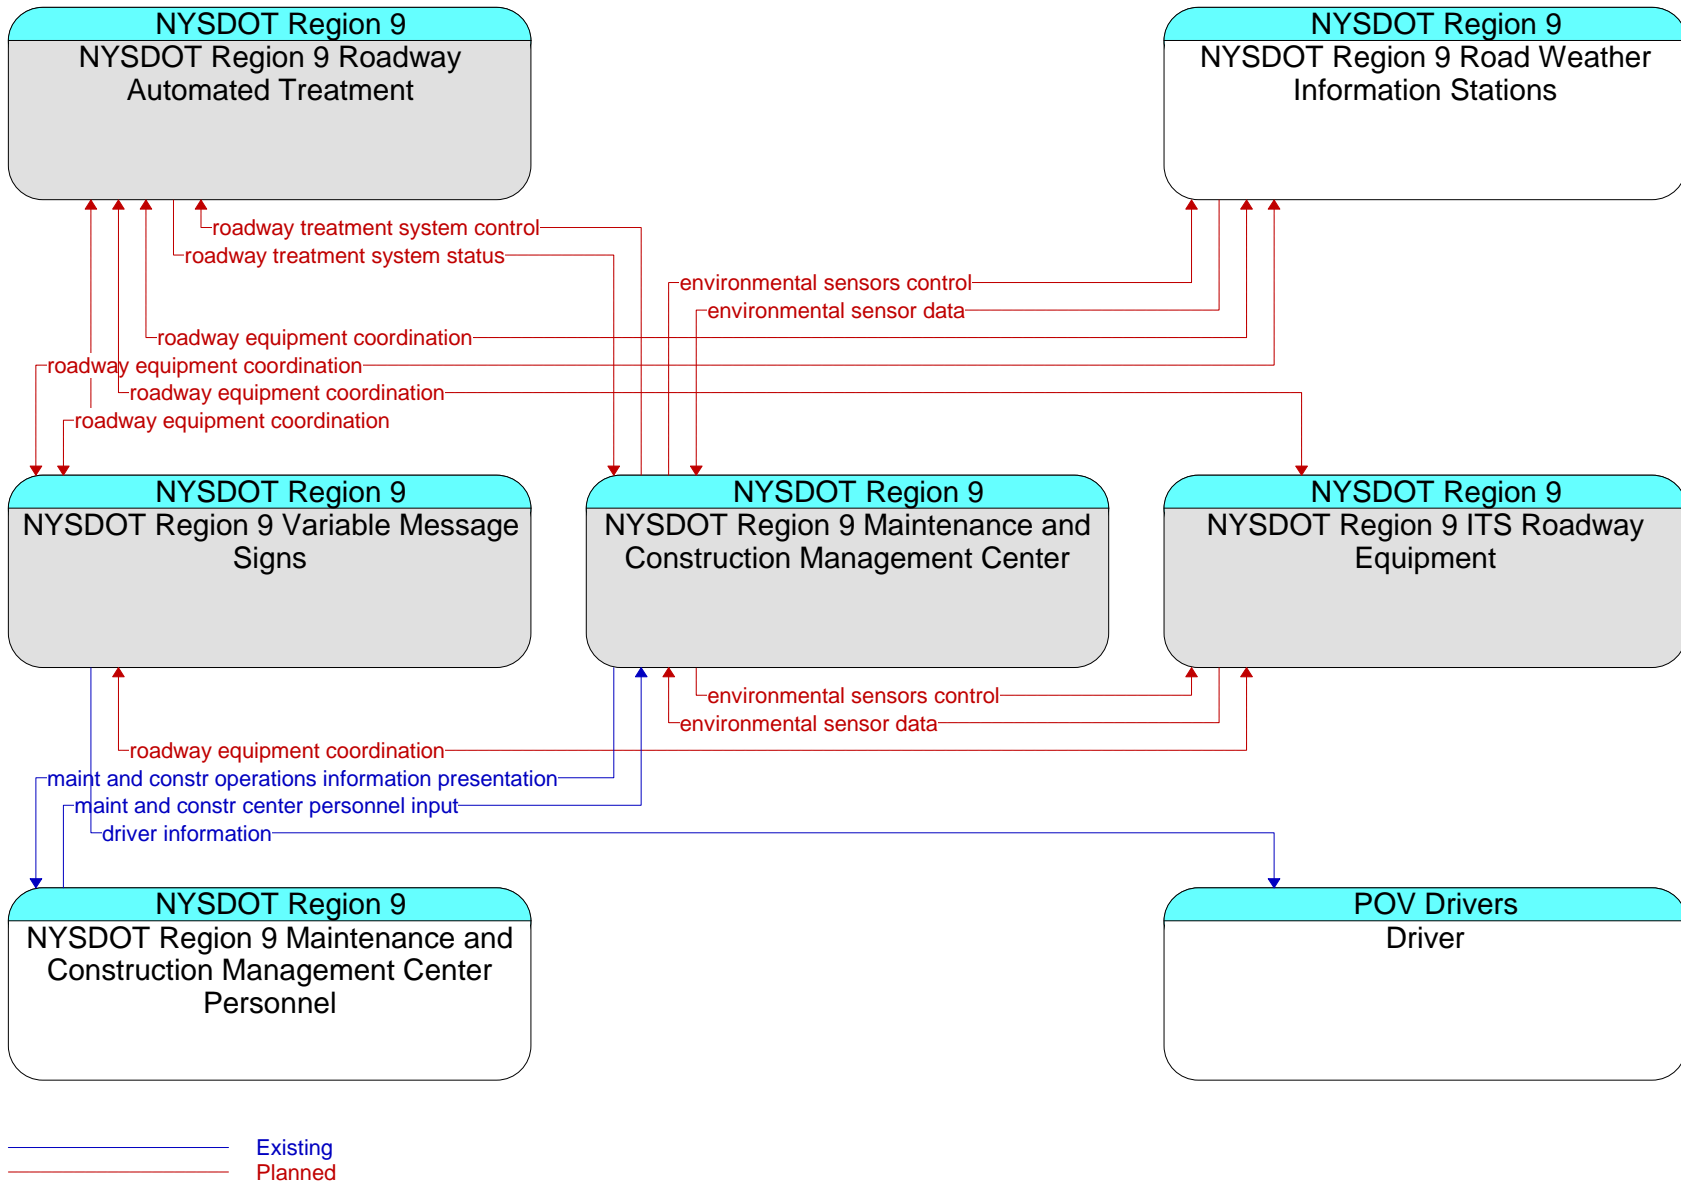 NYSDOT Region 9
NYSDOT Region 9 Roadway
Automated Treatment
NYSDOT Region 9
NYSDOT Region 9 Road Weather
Information Stations
roadway treatment system control
roadway treatment system status
environmental sensors control
environmental sensor data
roadway equipment coordination
roadway equipment coordination
roadway equipment coordination
roadway equipment coordination
NYSDOT Region 9
NYSDOT Region 9 Variable Message
Signs
NYSDOT Region 9
NYSDOT Region 9 Maintenance and
Construction Management Center
NYSDOT Region 9
NYSDOT Region 9 ITS Roadway
Equipment
environmental sensors control
environmental sensor data
roadway equipment coordination
maint and constr operations information presentation
maint and constr center personnel input
driver information
NYSDOT Region 9
NYSDOT Region 9 Maintenance and
Construction Management Center
Personnel
POV Drivers
Driver
Existing
Planned